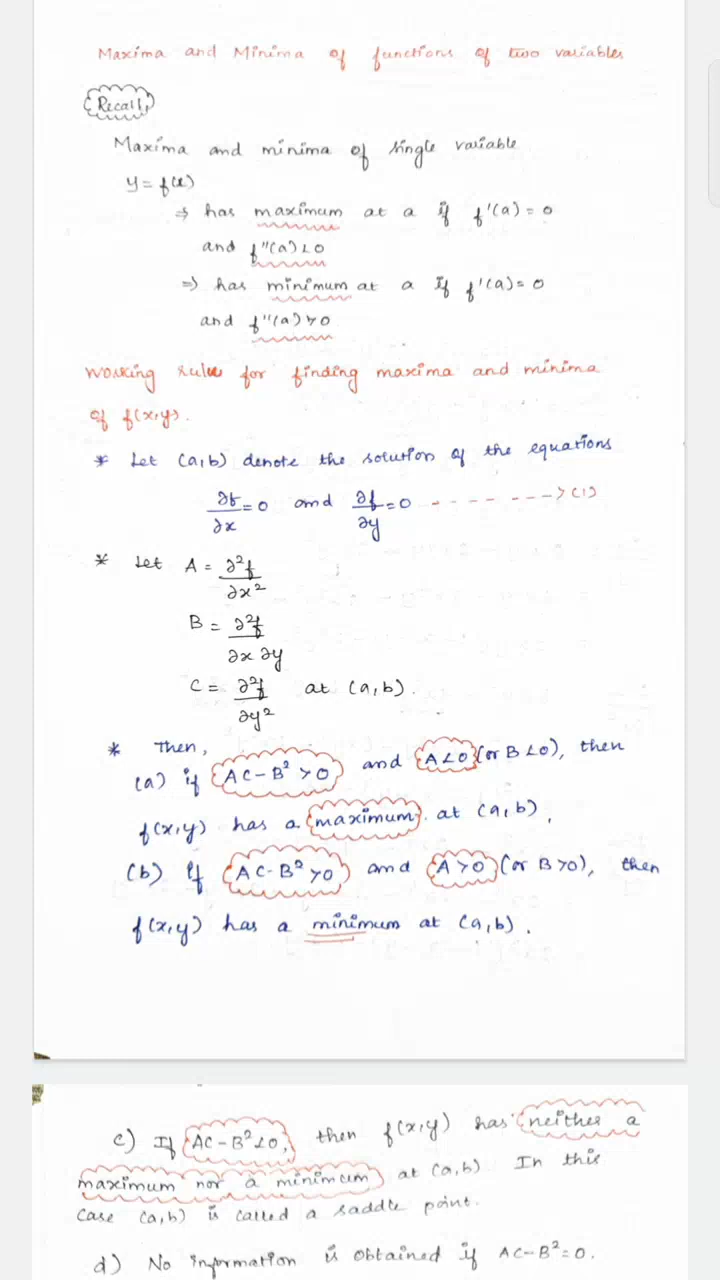 Maxima and Minima of functions of two variables
Recall,
Maxima and minima of single variable
y = f(x)
⇒ has maximum at a if f'(a) = 0
and f''(a) < 0
⇒ has minimum at a if f'(a) = 0
and f''(a) > 0
Working rule for finding maxima and minima
of f(x,y).
* Let (a,b) denote the solution of the equations
∂f/∂x = 0 and ∂f/∂y = 0 - - - - - - - - -> (1)
* Let A = ∂²f/∂x²
B = ∂²f/∂x ∂y
C = ∂²f/∂y² at (a,b).
* Then,
(a) if AC - B² > 0 and A < 0 (or B < 0), then
f(x,y) has a maximum at (a,b),
(b) If AC - B² > 0 and A > 0 (or B > 0), then
f(x,y) has a minimum at (a,b).
c) If AC - B² < 0, then f(x,y) has neither a
maximum nor a minimum at (a,b) In this
case (a,b) is called a saddle point.
d) No information is obtained if AC - B² = 0.